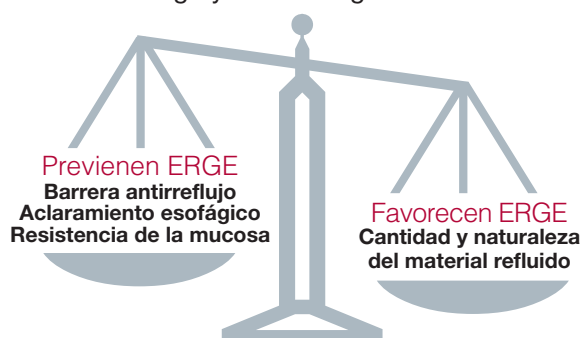 Previenen ERGE
Barrera antirreflujo
Aclaramiento esofágico
Resistencia de la mucosa
Favorecen ERGE
Cantidad y naturaleza
del material refluido